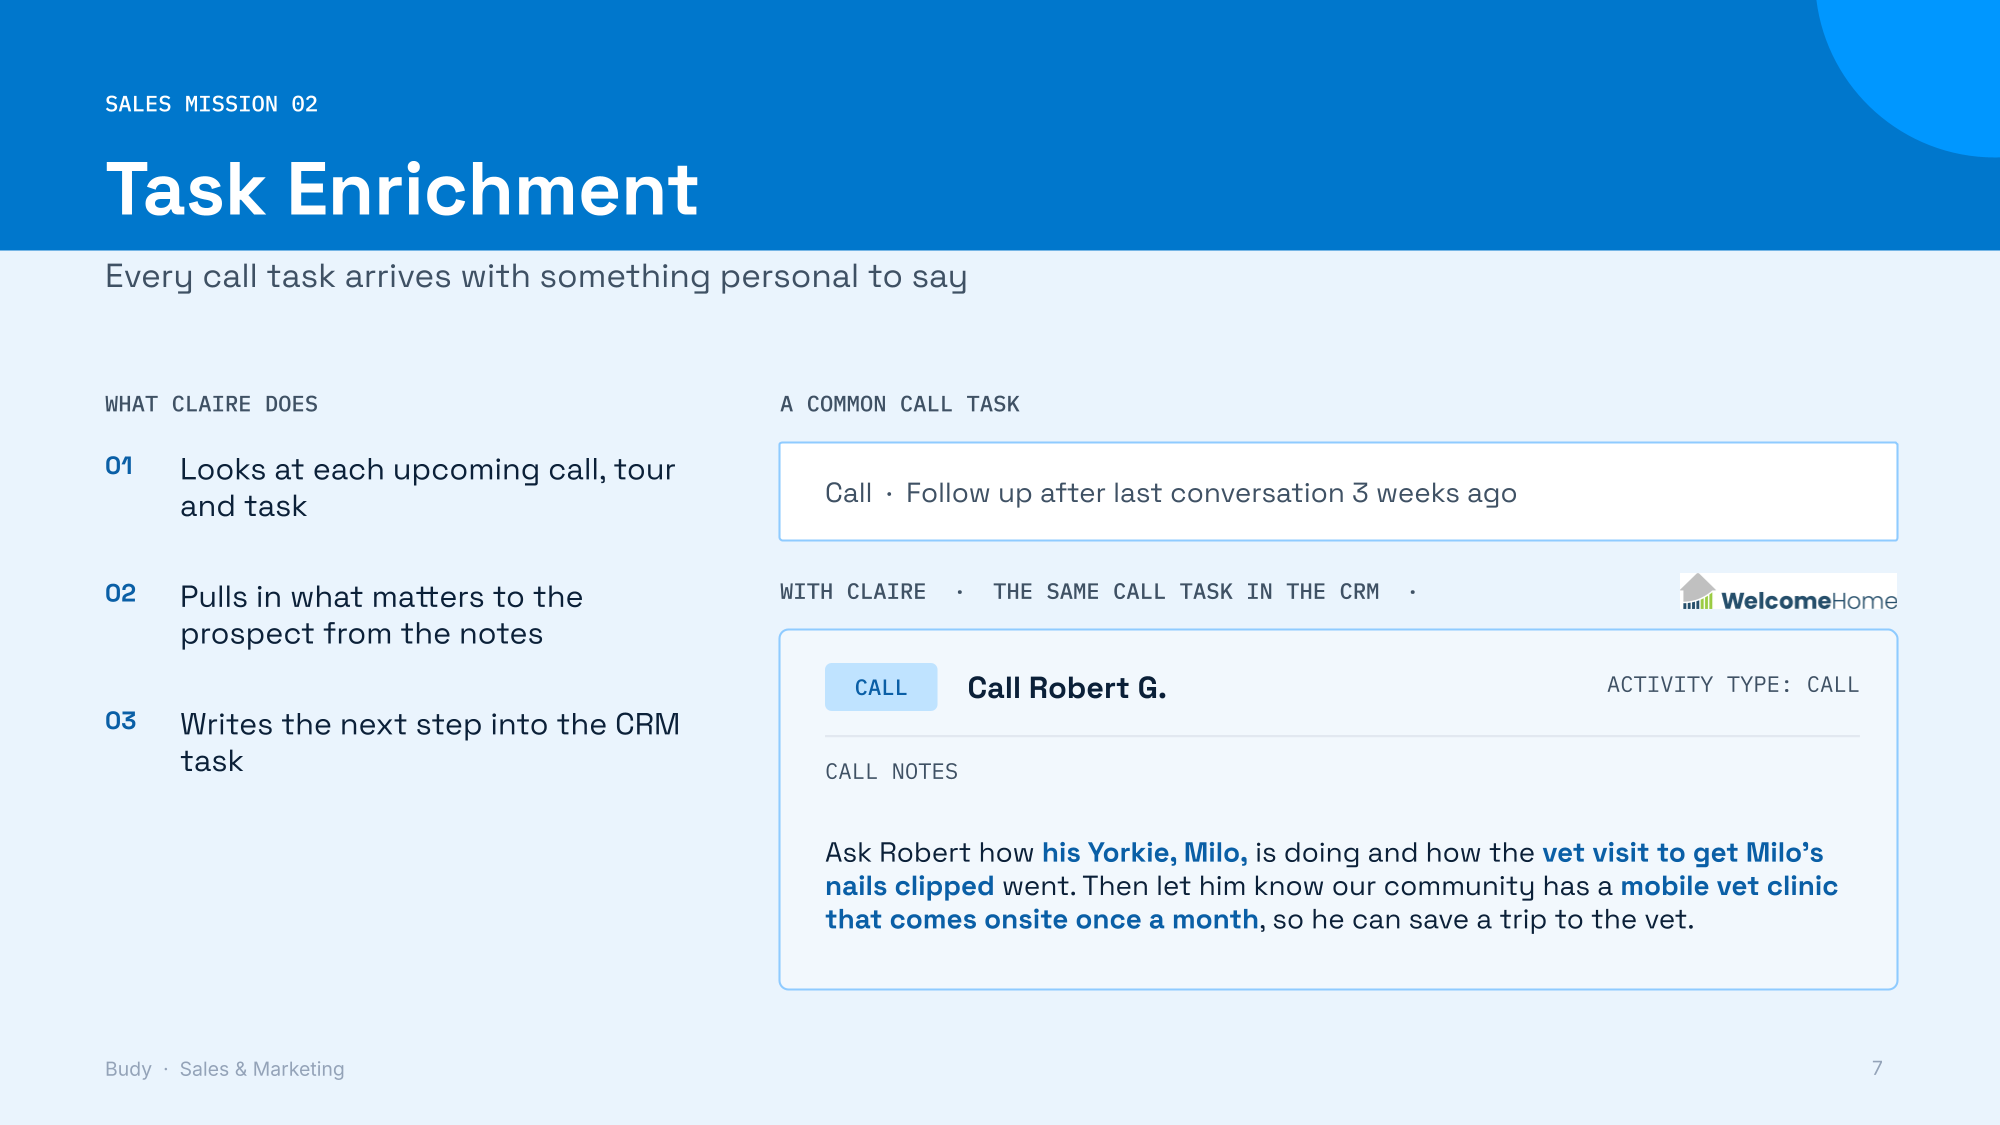 SALES MISSION 02
Task Enrichment
Every call task arrives with something personal to say
WHAT CLAIRE DOES
01 Looks at each upcoming call, tour
and task
02 Pulls in what matters to the
prospect from the notes
03 Writes the next step into the CRM
task
A COMMON CALL TASK
Call · Follow up after last conversation 3 weeks ago
WITH CLAIRE · THE SAME CALL TASK IN THE CRM ·
WelcomeHome
CALL Call Robert G. ACTIVITY TYPE: CALL
CALL NOTES
Ask Robert how his Yorkie, Milo, is doing and how the vet visit to get Milo’s
nails clipped went. Then let him know our community has a mobile vet clinic
that comes onsite once a month, so he can save a trip to the vet.
Budy · Sales & Marketing
7